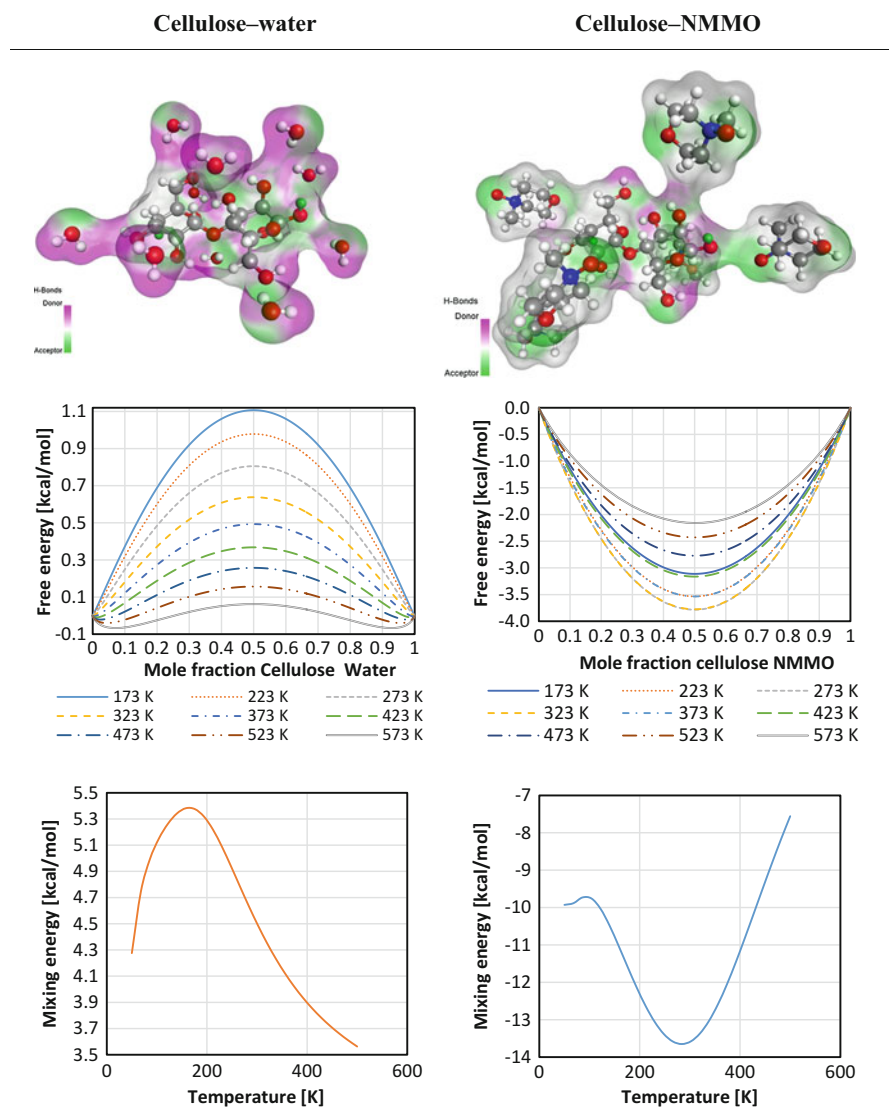 Cellulose–water
Cellulose–NMMO
H-Bonds
Donor
Acceptor
H-Bonds
Donor
Acceptor
Free energy [kcal/mol]
1.1
0.9
0.7
0.5
0.3
0.1
-0.1
0 0.1 0.2 0.3 0.4 0.5 0.6 0.7 0.8 0.9 1
Mole fraction Cellulose Water
173 K 223 K 273 K
323 K 373 K 423 K
473 K 523 K 573 K
Free energy [kcal/mol]
0.0
-0.5
-1.0
-1.5
-2.0
-2.5
-3.0
-3.5
-4.0
0 0.1 0.2 0.3 0.4 0.5 0.6 0.7 0.8 0.9 1
Mole fraction cellulose NMMO
173 K 223 K 273 K
323 K 373 K 423 K
473 K 523 K 573 K
Mixing energy [kcal/mol]
5.5
5.3
5.1
4.9
4.7
4.5
4.3
4.1
3.9
3.7
3.5
0 200 400 600
Temperature [K]
Mixing energy [kcal/mol]
-7
-8
-9
-10
-11
-12
-13
-14
0 200 400 600
Temperature [K]